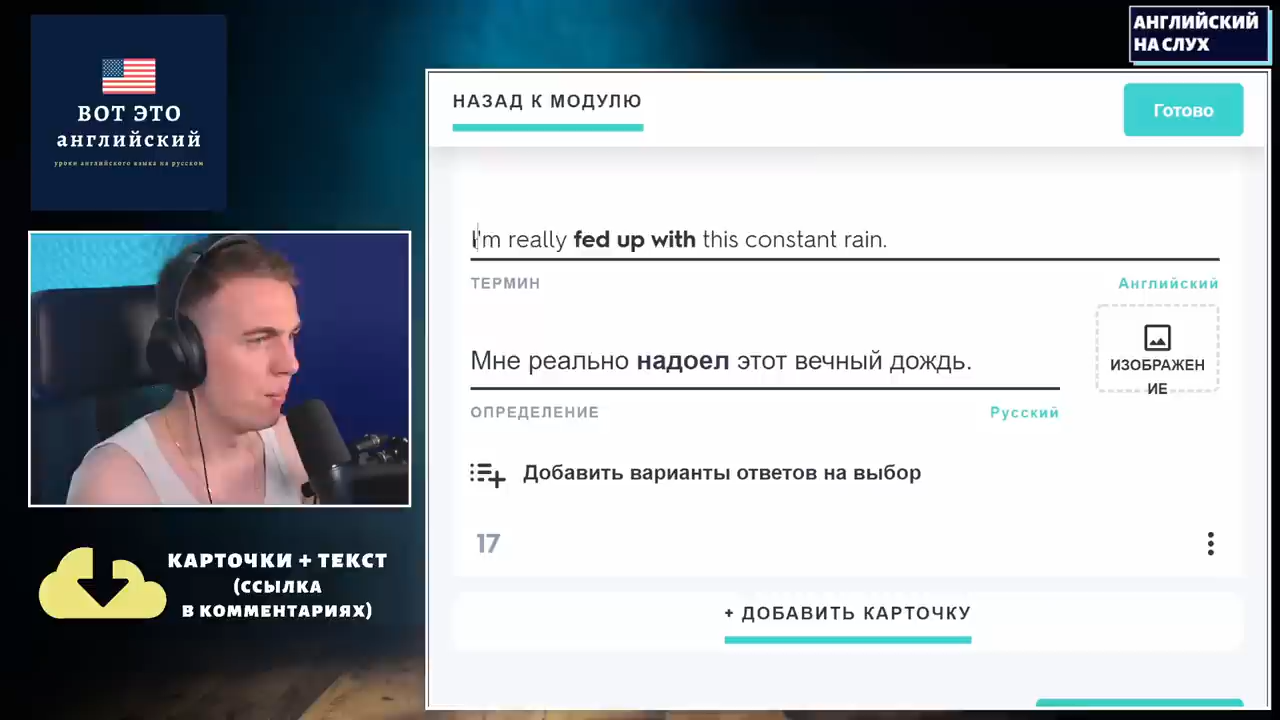 АНГЛИЙСКИЙ
НА СЛУХ
ВОТ ЭТО
английский
уроки английского языка на русском
НАЗАД К МОДУЛЮ
Готово
I'm really fed up with this constant rain.
ТЕРМИН
Английский
Мне реально надоел этот вечный дождь.
ИЗОБРАЖЕН
ИЕ
ОПРЕДЕЛЕНИЕ
Русский
Добавить варианты ответов на выбор
17
+ ДОБАВИТЬ КАРТОЧКУ
КАРТОЧКИ + ТЕКСТ
(ССЫЛКА
В КОММЕНТАРИЯХ)